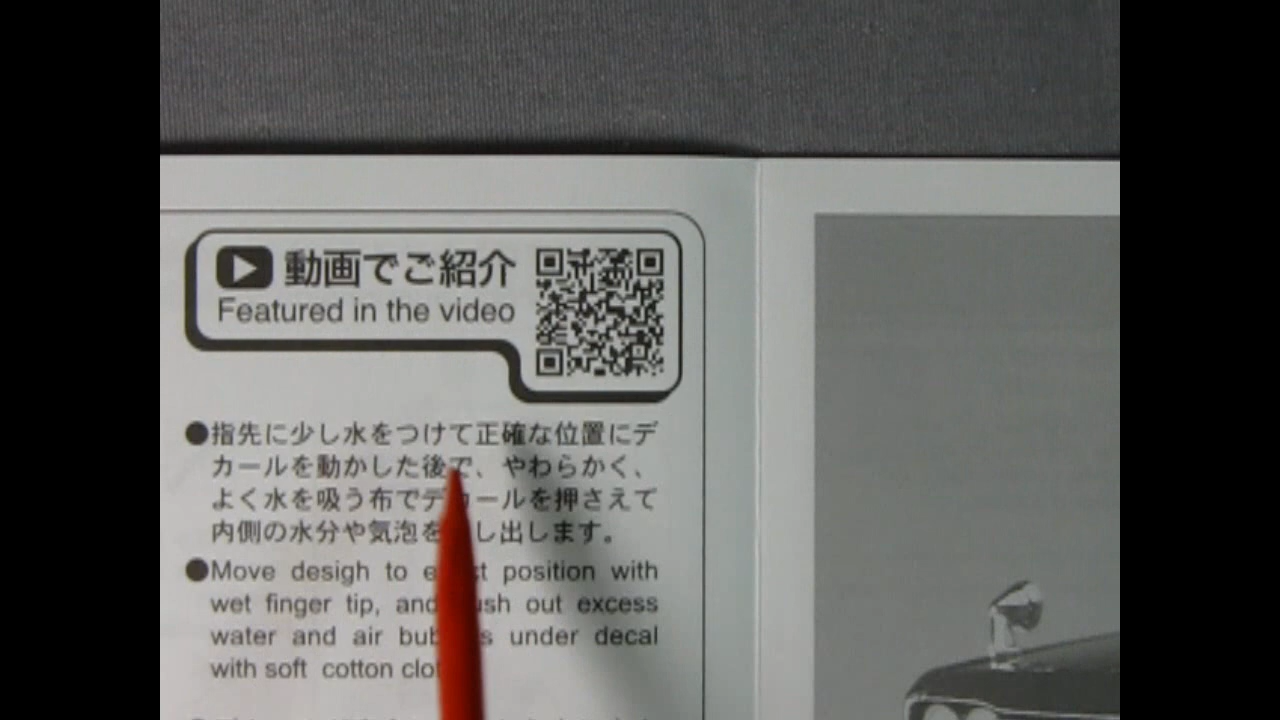 動画でご紹介
Featured in the video
●指先に少し水をつけて正確な位置にデ
カールを動かした後で、やわらかく、
よく水を吸う布でデカールを押さえて
内側の水分や気泡を し出します。
●Move desigh to position with
wet finger tip, and out excess
water and air under decal
with soft cotton